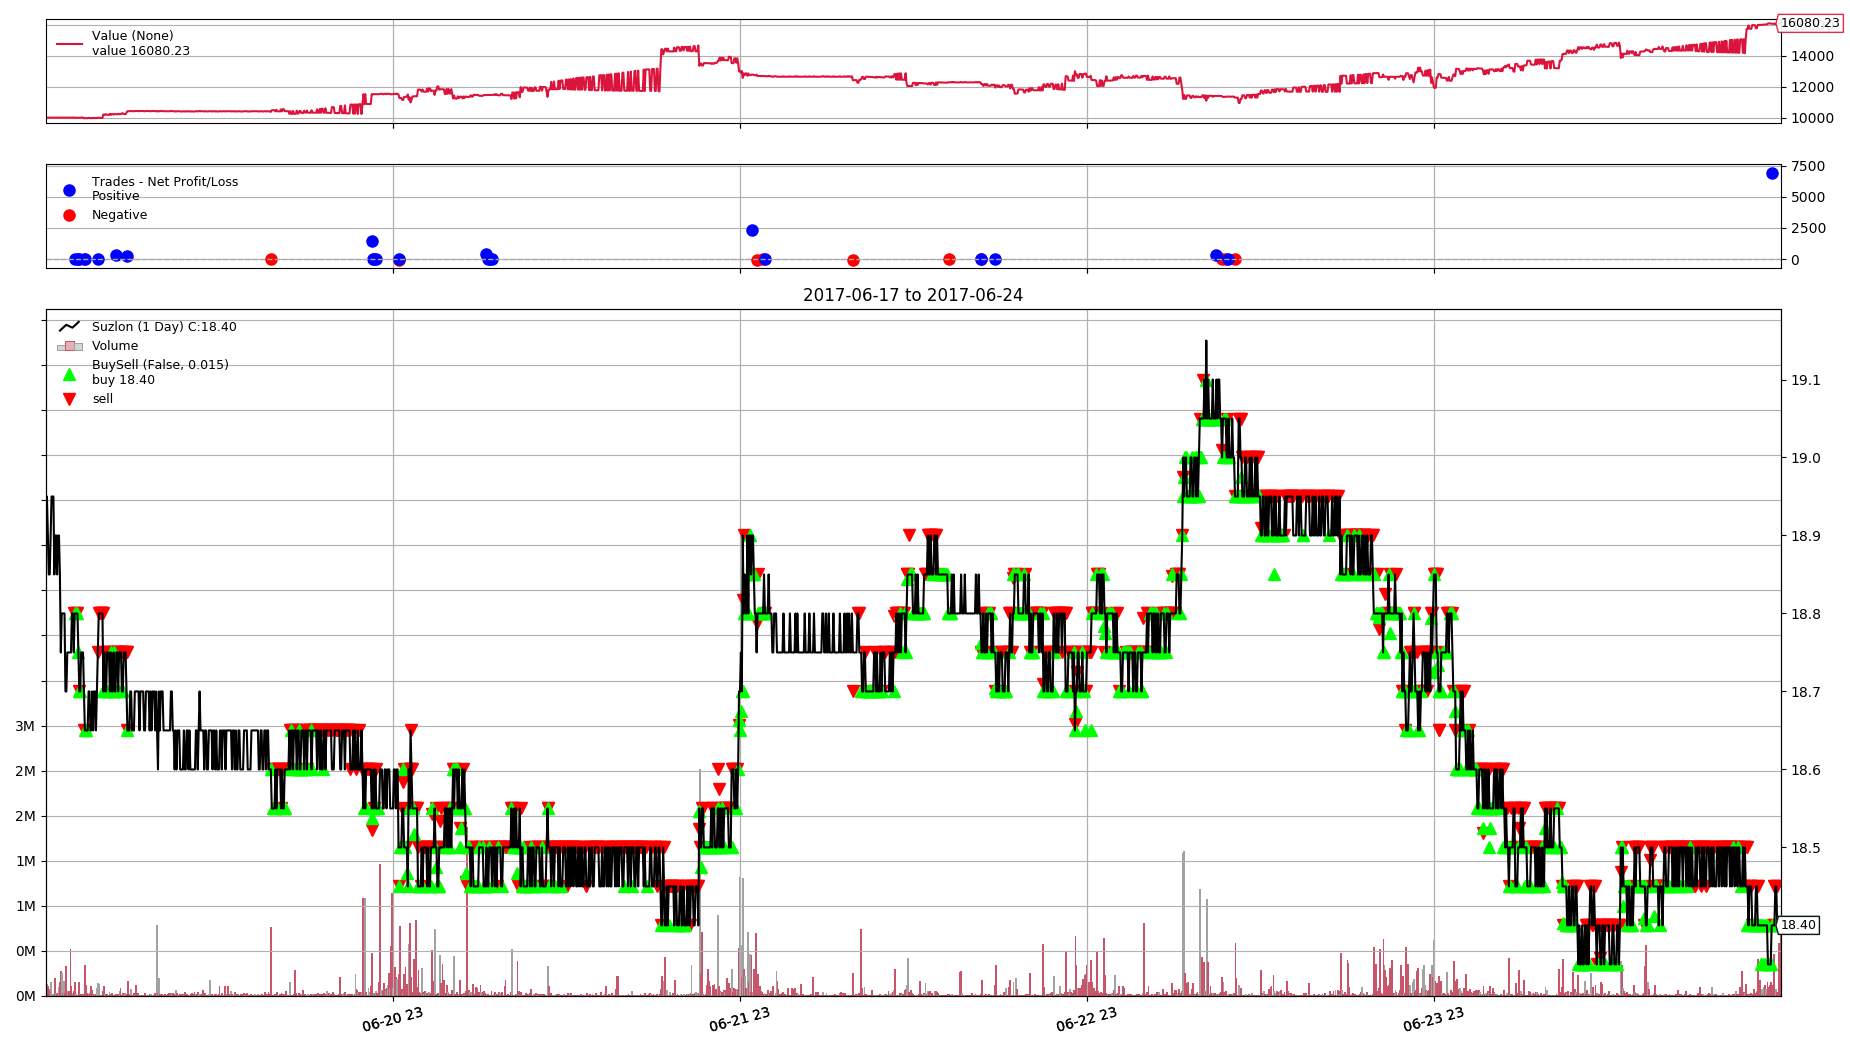 Value (None)
value 16080.23
16080.23
14000
12000
10000
Trades - Net Profit/Loss
Positive
Negative
7500
5000
2500
0
2017-06-17 to 2017-06-24
Suzlon (1 Day) C:18.40
Volume
BuySell (False, 0.015)
buy 18.40
sell
19.1
19.0
18.9
18.8
18.7
18.6
18.5
18.40
3M
2M
2M
1M
1M
0M
0M
06-20 23
06-21 23
06-22 23
06-23 23